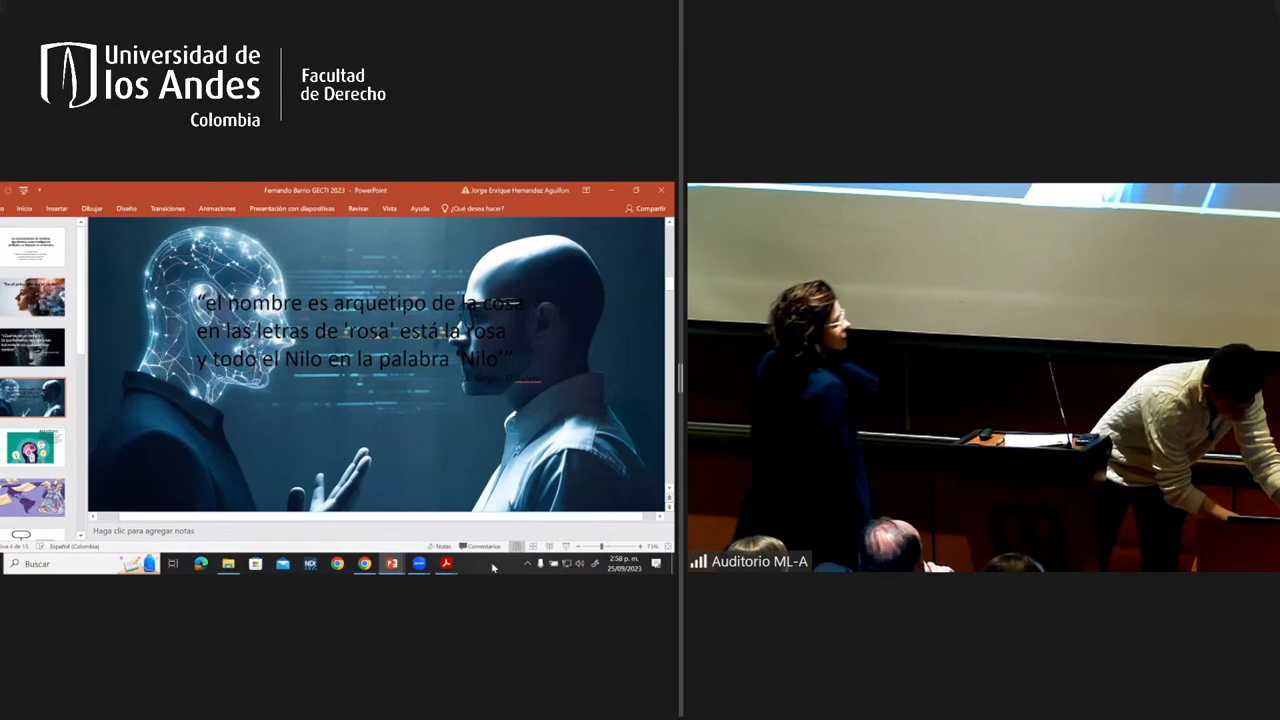 Universidad de
los Andes
Colombia
Facultad
de Derecho
Fernando Barrio GECTI 2023 - PowerPoint
Jorge Enrique Hernandez Aguillon
Inicio Insertar Dibujar Diseño Transiciones Animaciones Presentación con diapositivas Revisar Vista Ayuda ¿Qué desea hacer? Compartir
“el nombre es arquetipo de la cosa
en las letras de 'rosa' está la rosa
y todo el Nilo en la palabra 'Nilo'”
Haga clic para agregar notas
Español (Colombia) Notas Comentarios 73%
Buscar
2:58 p. m.
25/09/2023
Auditorio ML-A